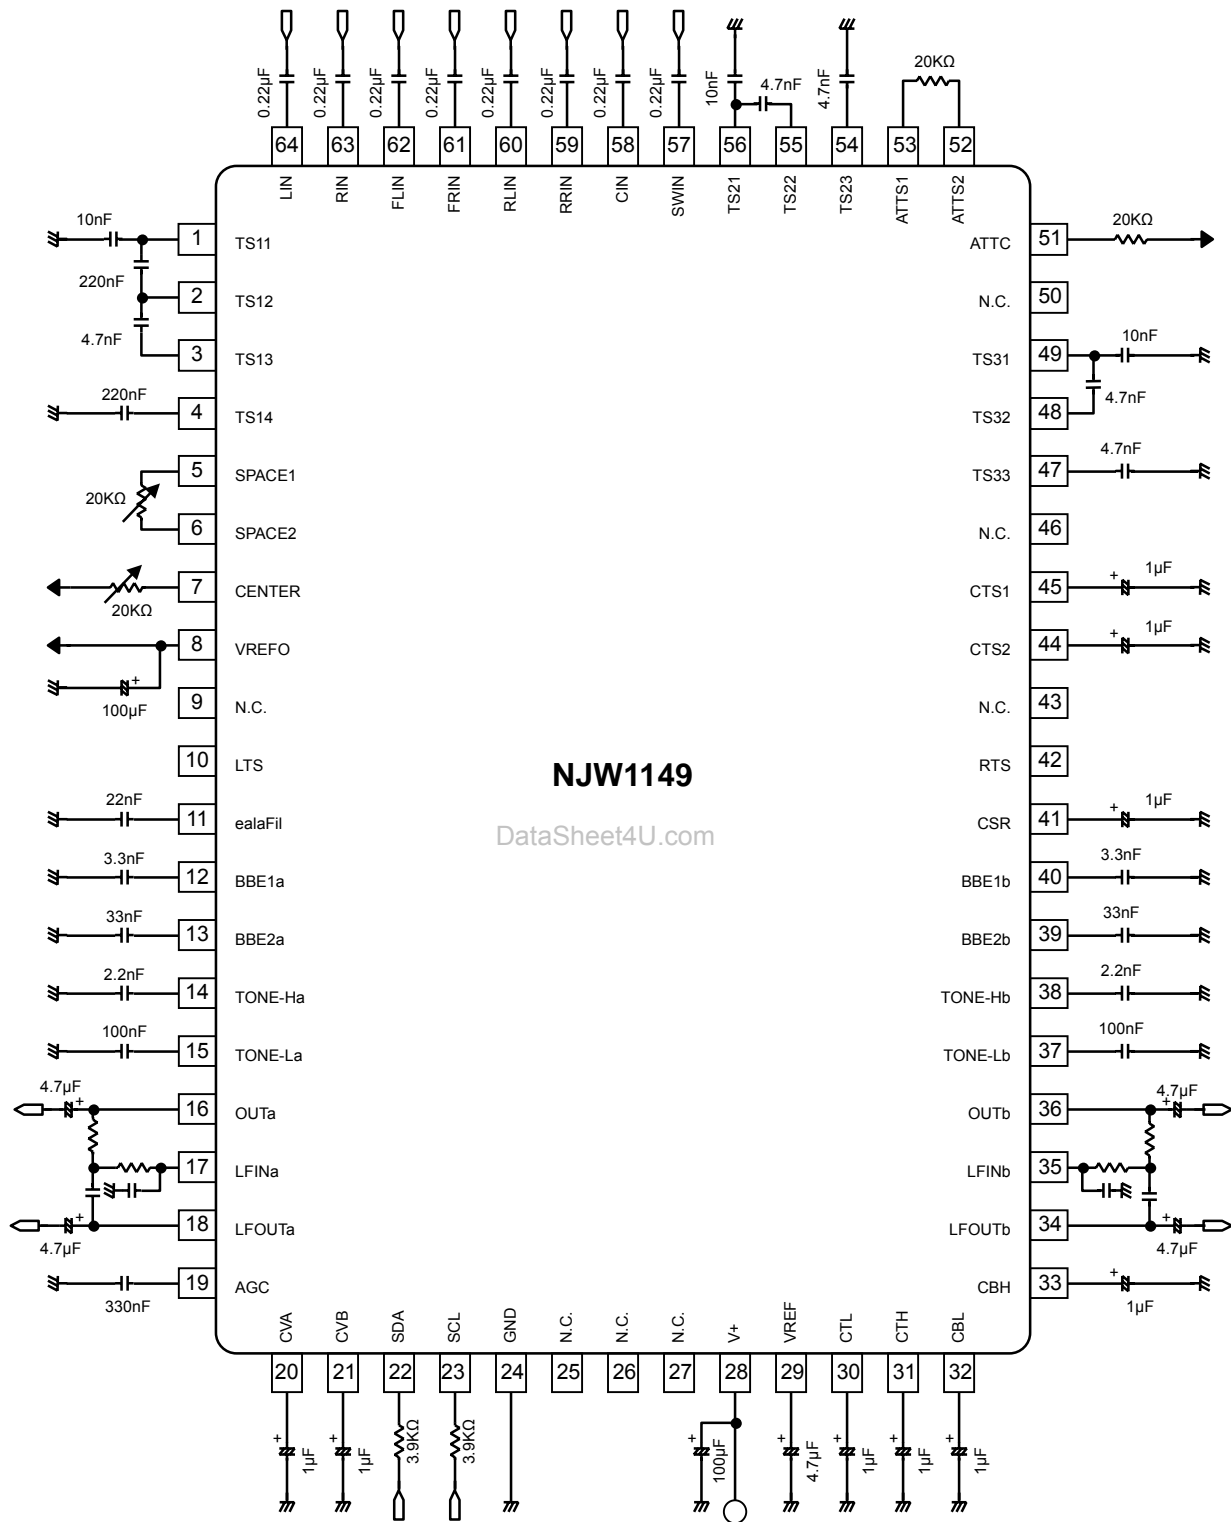 0.22µF
0.22µF
0.22µF
0.22µF
0.22µF
0.22µF
0.22µF
0.22µF
10nF
4.7nF
4.7nF
20KΩ
64
63
62
61
60
59
58
57
56
55
54
53
52
LIN
RIN
FLIN
FRIN
RLIN
RRIN
CIN
SWIN
TS21
TS22
TS23
ATTS1
ATTS2
10nF
1
TS11
220nF
2
TS12
4.7nF
3
TS13
220nF
4
TS14
5
SPACE1
20KΩ
6
SPACE2
7
CENTER
20KΩ
8
VREFO
+
100µF
9
N.C.
10
LTS
22nF
11
ealaFil
3.3nF
12
BBE1a
33nF
13
BBE2a
2.2nF
14
TONE-Ha
100nF
15
TONE-La
4.7µF
+
16
OUTa
17
LFINa
+
18
LFOUTa
4.7µF
19
AGC
330nF
NJW1149
DataSheet4U.com
ATTC
51
20KΩ
N.C.
50
TS31
49
10nF
TS32
48
4.7nF
TS33
47
4.7nF
N.C.
46
CTS1
45
+
1µF
CTS2
44
+
1µF
N.C.
43
RTS
42
CSR
41
+
1µF
BBE1b
40
3.3nF
BBE2b
39
33nF
TONE-Hb
38
2.2nF
TONE-Lb
37
100nF
OUTb
36
+
4.7µF
LFINb
35
LFOUTb
34
+
4.7µF
CBH
33
+
1µF
CVA
CVB
SDA
SCL
GND
N.C.
N.C.
N.C.
V+
VREF
CTL
CTH
CBL
20
21
22
23
24
25
26
27
28
29
30
31
32
+
1µF
+
1µF
3.9KΩ
3.9KΩ
+
100µF
+
4.7µF
+
1µF
+
1µF
+
1µF